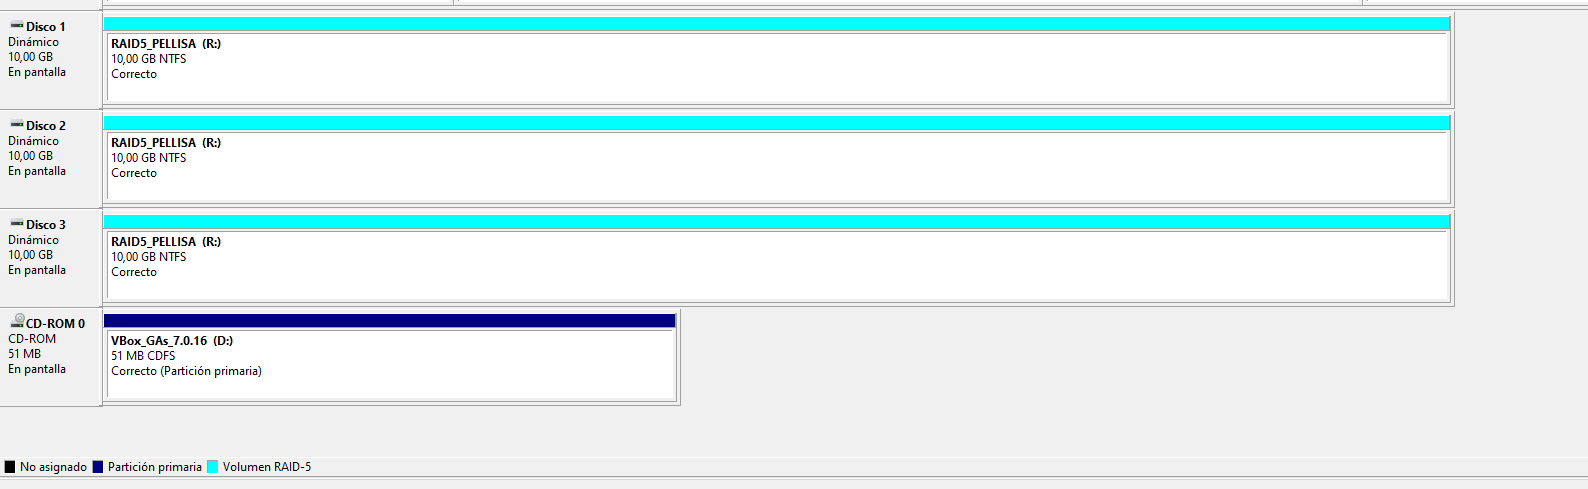 Disco 1
Dinámico
10,00 GB
En pantalla
RAID5_PELLISA (R:)
10,00 GB NTFS
Correcto
Disco 2
Dinámico
10,00 GB
En pantalla
RAID5_PELLISA (R:)
10,00 GB NTFS
Correcto
Disco 3
Dinámico
10,00 GB
En pantalla
RAID5_PELLISA (R:)
10,00 GB NTFS
Correcto
CD-ROM 0
CD-ROM
51 MB
En pantalla
VBox_GAs_7.0.16 (D:)
51 MB CDFS
Correcto (Partición primaria)
No asignado Partición primaria Volumen RAID-5